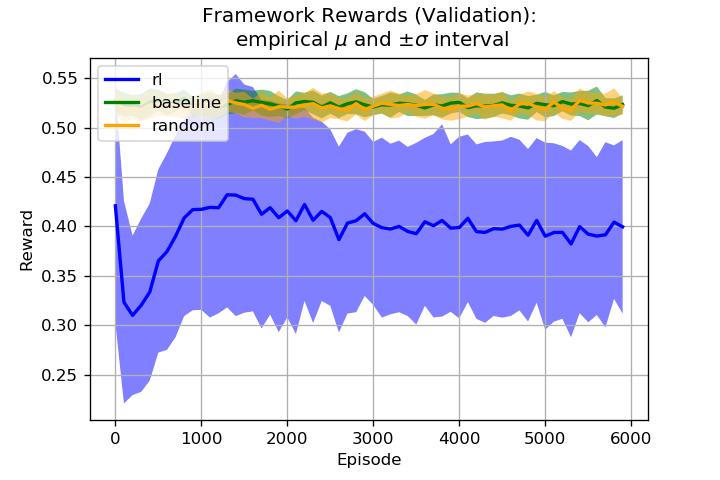 Framework Rewards (Validation):
empirical μ and ±σ interval
rl
baseline
random
Reward
0.55
0.50
0.45
0.40
0.35
0.30
0.25
0 1000 2000 3000 4000 5000 6000
Episode